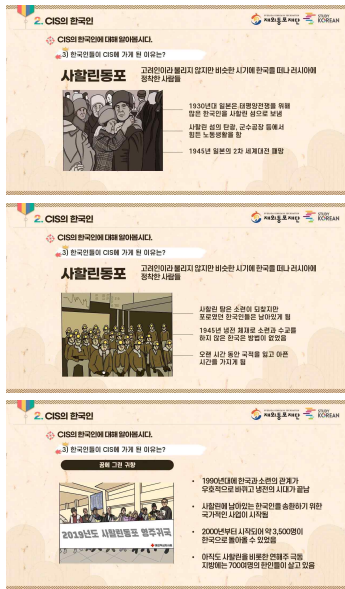 2. CIS의 한국인
재외동포재단
STUDY
KOREAN
CIS의 한국인에 대해 알아봅시다.
3) 한국인들이 CIS에 가게 된 이유는?
사할린동포
고려인이라 불리지 않지만 비슷한 시기에 한국를 떠나 러시아에
정착한 사람들
1930년대 일본은 태평양전쟁을 위해
많은 한국인을 사할린 섬으로 보냄
사할린 섬의 탄광, 군수공장 등에서
힘든 노동생활을 함
1945년 일본의 2차 세계대전 패망
2. CIS의 한국인
재외동포재단
STUDY
KOREAN
CIS의 한국인에 대해 알아봅시다.
3) 한국인들이 CIS에 가게 된 이유는?
사할린동포
고려인이라 불리지 않지만 비슷한 시기에 한국를 떠나 러시아에
정착한 사람들
사할린 땅은 소련이 되찾지만
포로였던 한국인들은 남아있게 됨
1945년 냉전 체재로 소련과 수교를
하지 않은 한국은 방법이 없었음
오랜 시간 동안 국적을 잃고 아픈
시간를 가지게 됨
2. CIS의 한국인
재외동포재단
STUDY
KOREAN
CIS의 한국인에 대해 알아봅시다.
3) 한국인들이 CIS에 가게 된 이유는?
꿈에 그린 귀향
2019년도 사할린동포 영주귀국
1990년대에 한국과 소련의 관계가
우호적으로 바뀌고 냉전의 시대가 끝남
사할린에 남아있는 한국인을 송환하기 위한
국가적인 사업이 시작됨
2000년부터 시작되어 약 3,500명이
한국으로 돌아올 수 있었음
아직도 사할린을 비롯한 연해주 극동
지방에는 700여명의 한인들이 살고 있음